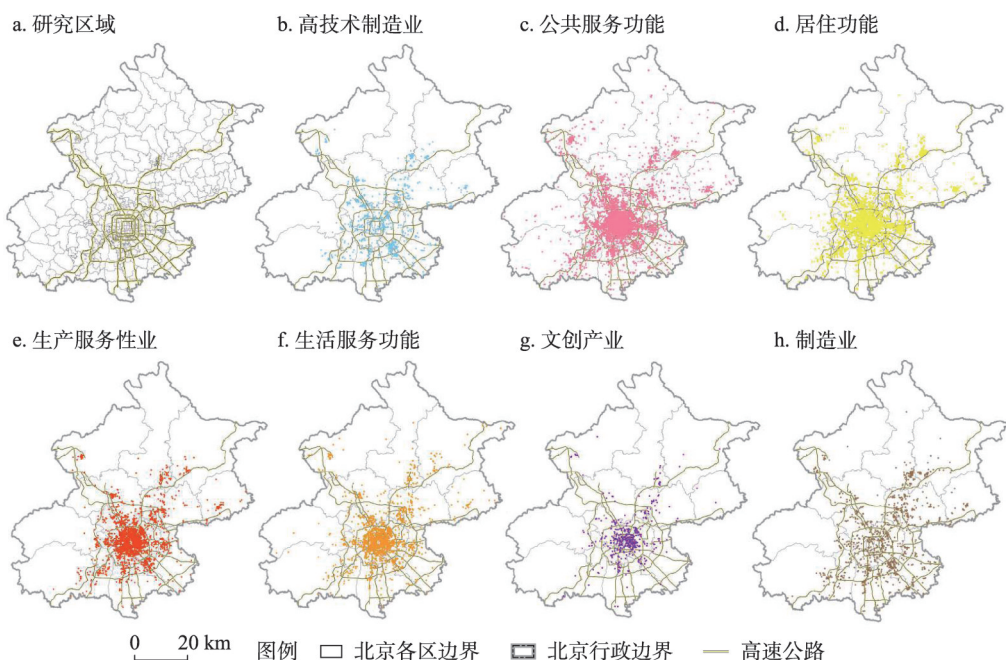 a. 研究区域
b. 高技术制造业
c. 公共服务功能
d. 居住功能
e. 生产服务性业
f. 生活服务功能
g. 文创产业
h. 制造业
0 20 km 图例 北京各区边界 北京行政边界 高速公路